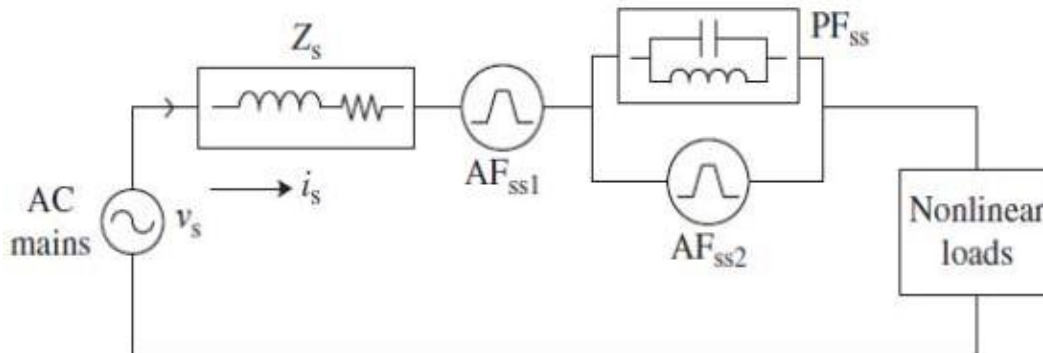 Z_s
PF_ss
AF_ss1
AC
mains
v_s
i_s
AF_ss2
Nonlinear
loads